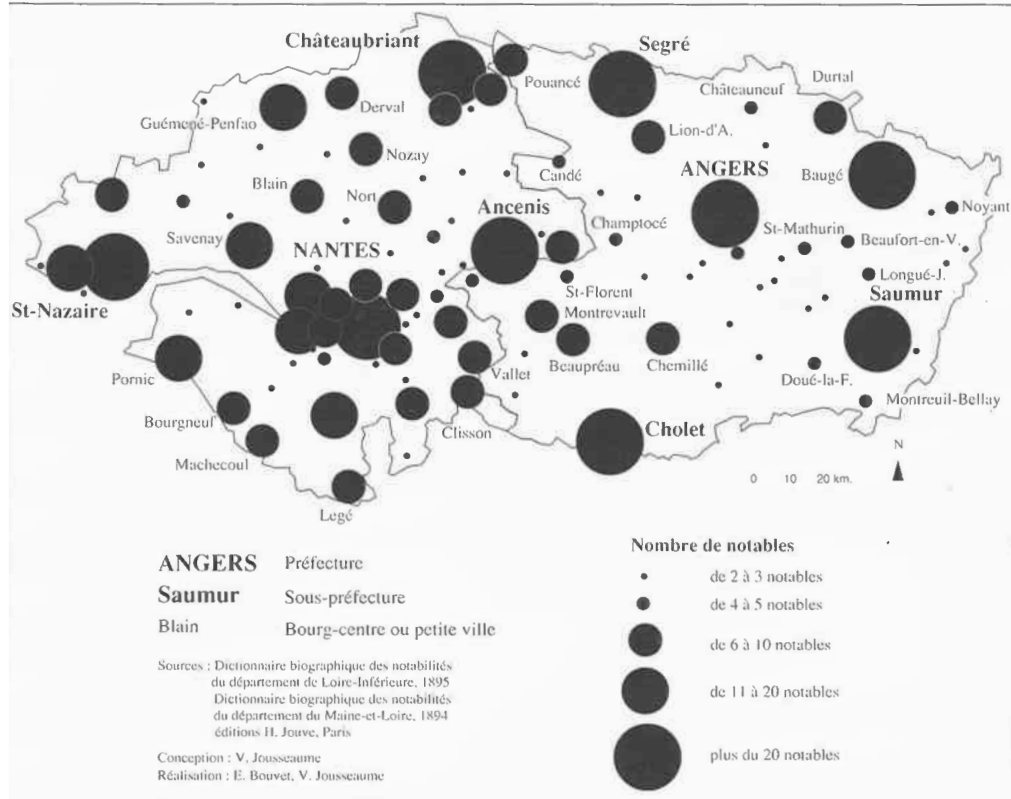 Châteaubriant
Segré
Pouancé
Châteauneuf
Durtal
Derval
Guémené-Penfao
Lion-d'A.
Nozay
Candé
ANGERS
Baugé
Blain
Nort
Ancenis
Champtocé
Noyant
St-Mathurin
Beaufort-en-V.
Savenay
NANTES
St-Florent
Longué-J.
St-Nazaire
Montrevault
Saumur
Beaupréau
Chemillé
Vallet
Pornic
Doué-la-F.
Montreuil-Bellay
Bourgneuf
Clisson
Cholet
N
Machecoul
0 10 20 km.
Legé
ANGERS Préfecture
Saumur Sous-préfecture
Blain Bourg-centre ou petite ville
Sources : Dictionnaire biographique des notabilités
du département de Loire-Inférieure, 1895
Dictionnaire biographique des notabilités
du département du Maine-et-Loire, 1894
éditions H. Jouve, Paris
Conception : V. Jousseaume
Réalisation : E. Bouvet, V. Jousseaume
Nombre de notables
de 2 à 3 notables
de 4 à 5 notables
de 6 à 10 notables
de 11 à 20 notables
plus du 20 notables